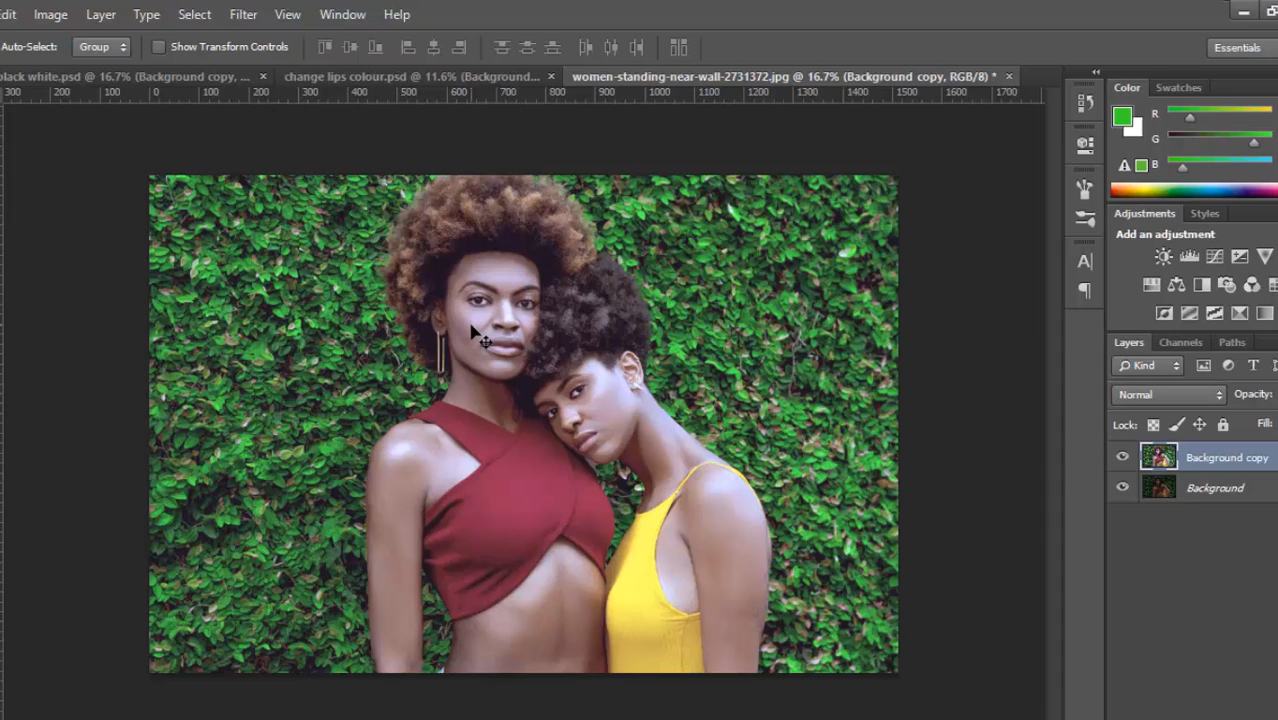 Edit Image Layer Type Select Filter View Window Help
Auto-Select: Group Show Transform Controls Essentials
black white.psd @ 16.7% (Background copy, ... × change lips colour.psd @ 11.6% (Background... × women-standing-near-wall-2731372.jpg @ 16.7% (Background copy, RGB/8) * ×
300 200 100 0 100 200 300 400 500 600 700 800 900 1000 1100 1200 1300 1400 1500 1600 1700
Color Swatches
R
G
B
Adjustments Styles
Add an adjustment
Layers Channels Paths
Kind
Normal Opacity:
Lock: Fill:
Background copy
Background